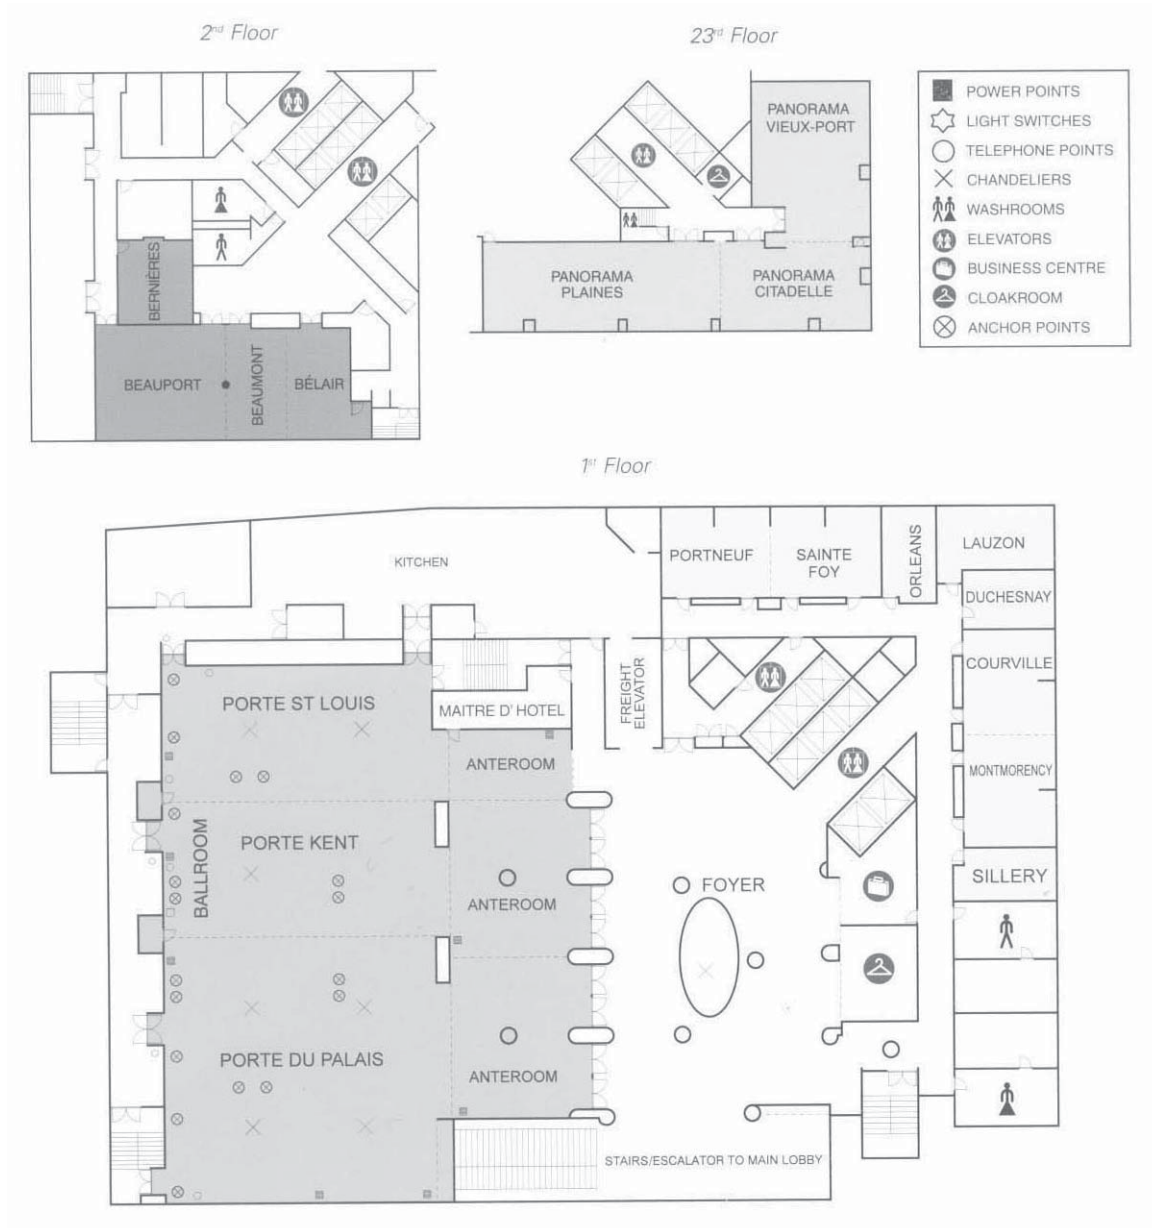 2nd Floor
23rd Floor
PANORAMA
VIEUX-PORT
PANORAMA
PLAINES
PANORAMA
CITADELLE
POWER POINTS
LIGHT SWITCHES
TELEPHONE POINTS
CHANDELIERS
WASHROOMS
ELEVATORS
BUSINESS CENTRE
CLOAKROOM
ANCHOR POINTS
BERNIÈRES
BEAUPORT
BEAUMONT
BÉLAIR
1st Floor
KITCHEN
PORTNEUF
SAINTE
FOY
ORLEANS
LAUZON
DUCHESNAY
COURVILLE
MONTMORENCY
SILLERY
FREIGHT
ELEVATOR
PORTE ST LOUIS
MAITRE D' HOTEL
ANTEROOM
BALLROOM
PORTE KENT
ANTEROOM
FOYER
PORTE DU PALAIS
ANTEROOM
STAIRS/ESCALATOR TO MAIN LOBBY